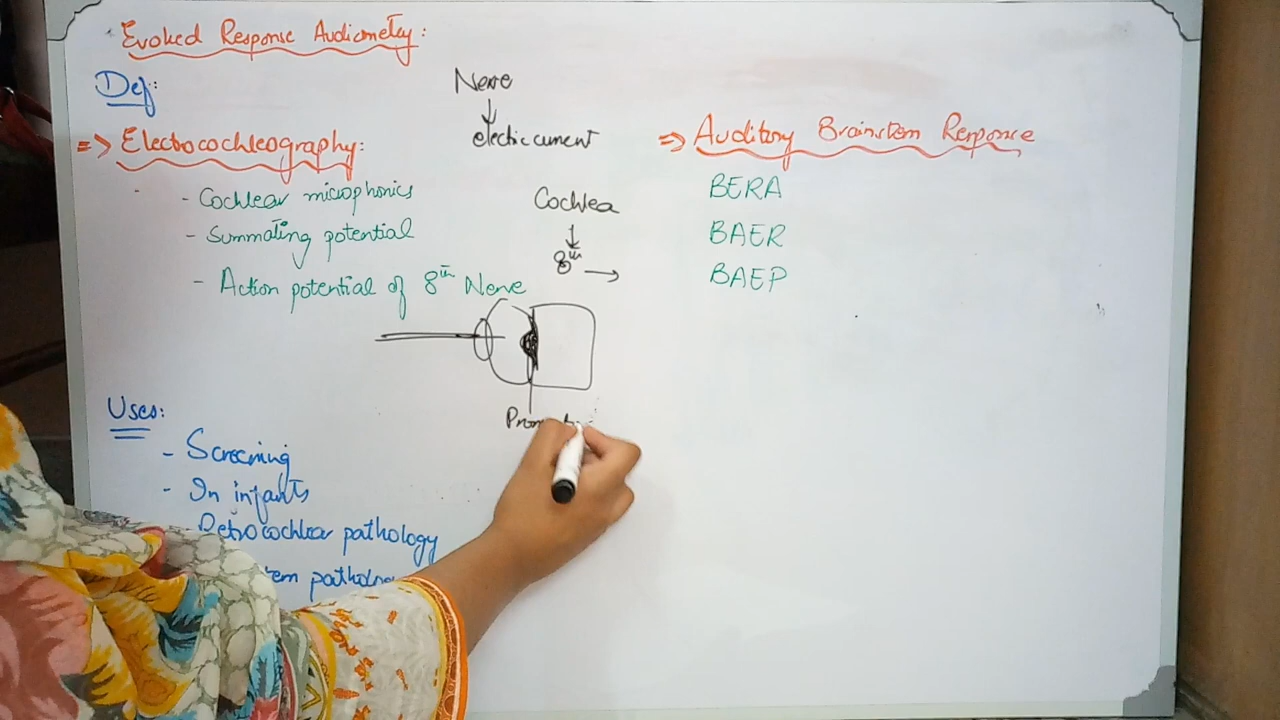 Evoked Response Audiometry:
Def:
Nerve
electric current
=> Electrocochleography:
- Cochlear microphonics
- Summating potential
- Action potential of 8th Nerve
Cochlea
8th
Uses:
- Screening
- In infants
Retrocochlear pathology
=> Auditory Brainstem Response
BERA
BAER
BAEP